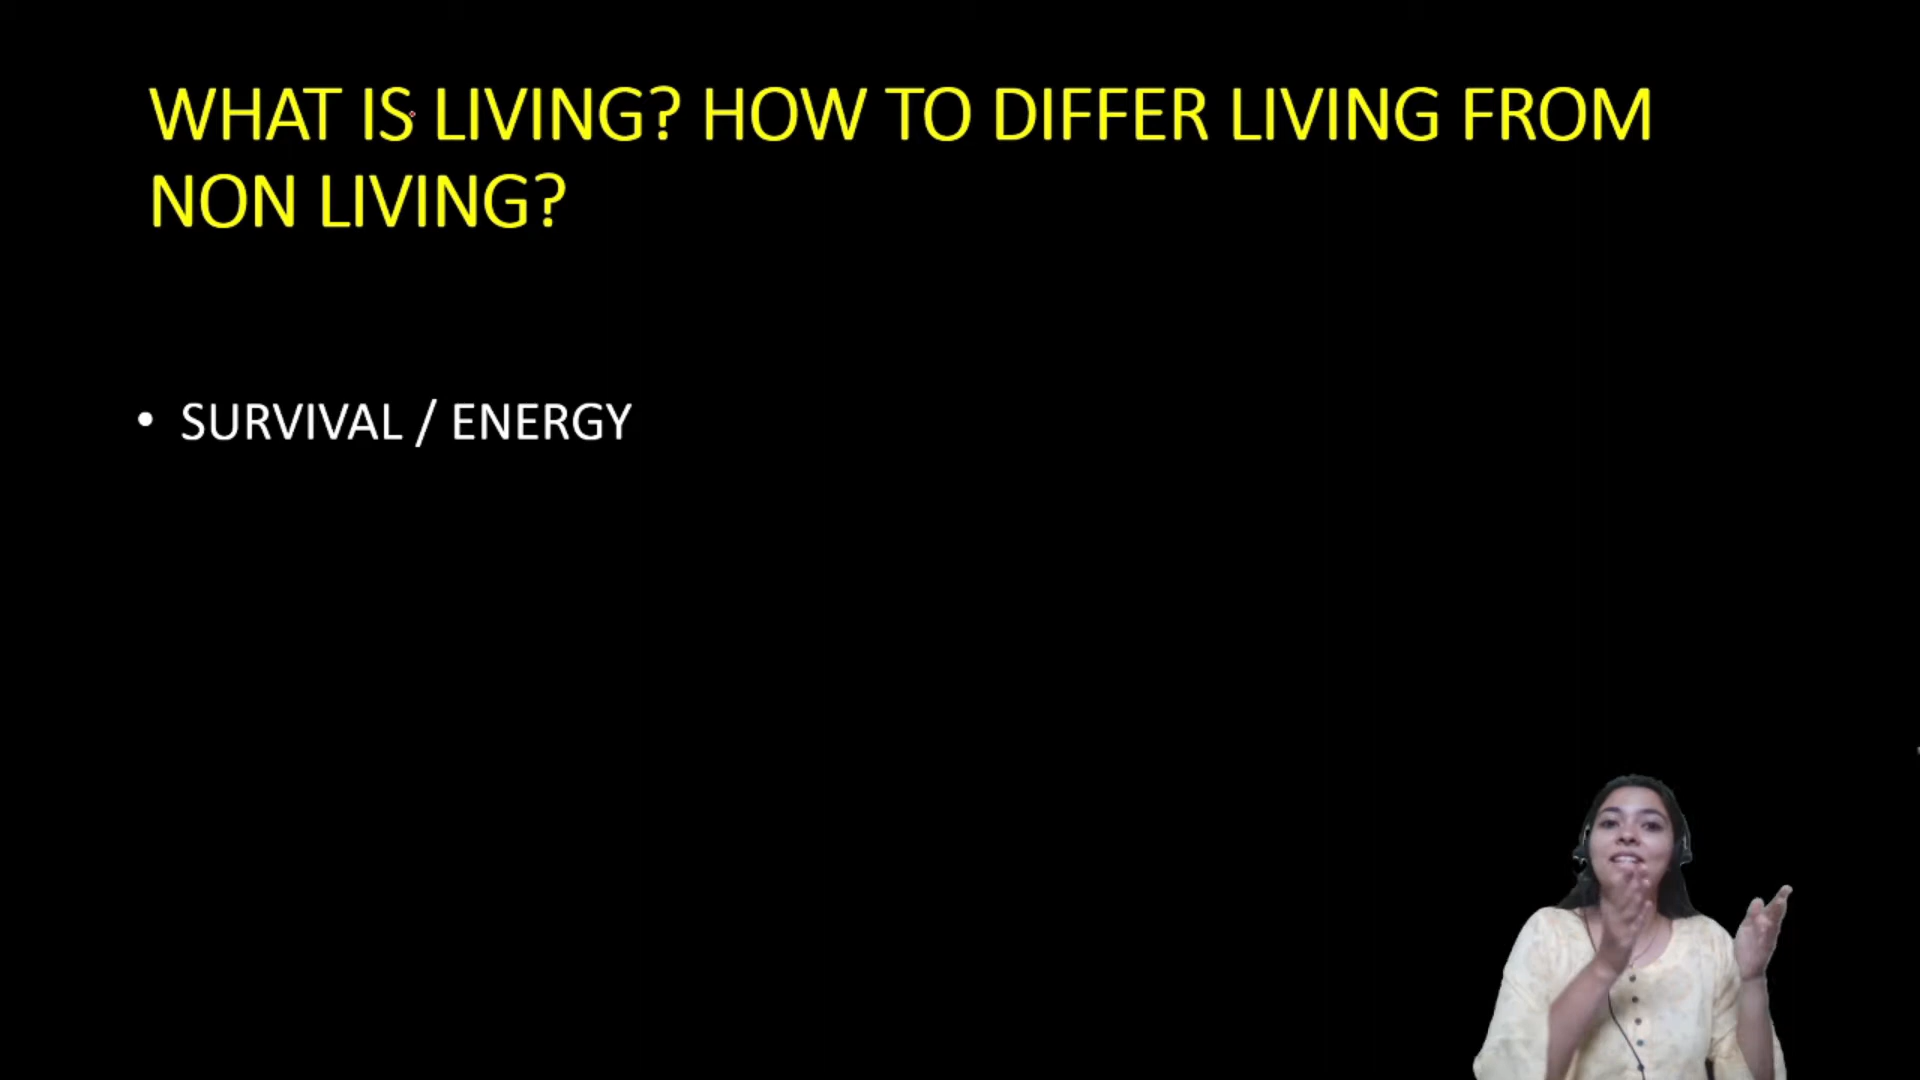 WHAT IS LIVING? HOW TO DIFFER LIVING FROM
NON LIVING?
• SURVIVAL / ENERGY